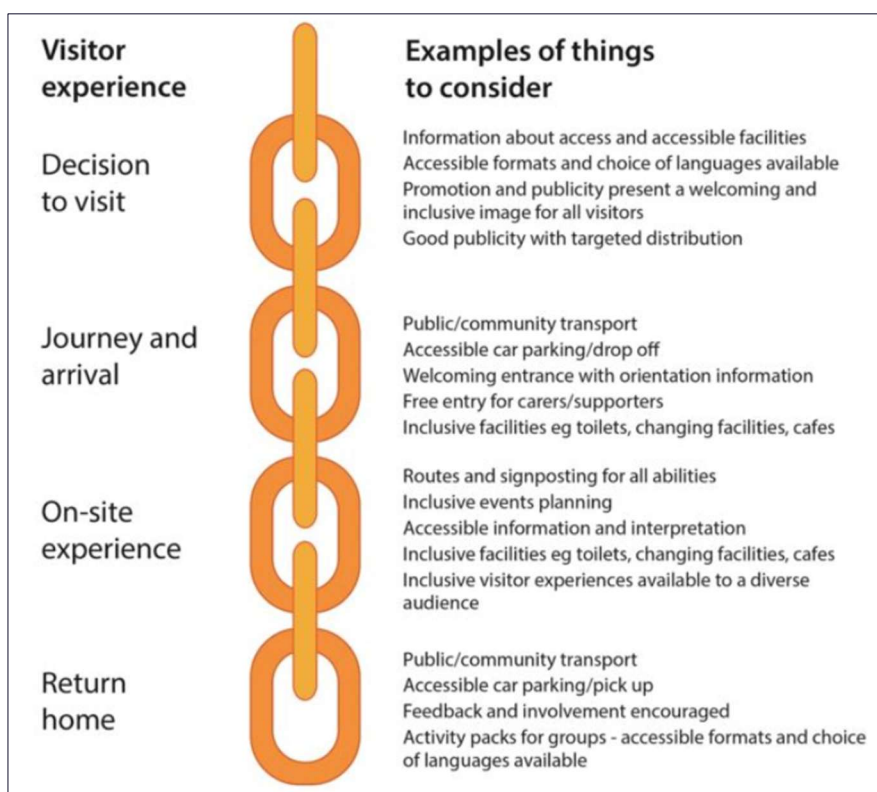 Visitor
experience
Examples of things
to consider
Decision
to visit
Information about access and accessible facilities
Accessible formats and choice of languages available
Promotion and publicity present a welcoming and
inclusive image for all visitors
Good publicity with targeted distribution
Journey and
arrival
Public/community transport
Accessible car parking/drop off
Welcoming entrance with orientation information
Free entry for carers/supporters
Inclusive facilities eg toilets, changing facilities, cafes
On-site
experience
Routes and signposting for all abilities
Inclusive events planning
Accessible information and interpretation
Inclusive facilities eg toilets, changing facilities, cafes
Inclusive visitor experiences available to a diverse
audience
Return
home
Public/community transport
Accessible car parking/pick up
Feedback and involvement encouraged
Activity packs for groups - accessible formats and choice
of languages available